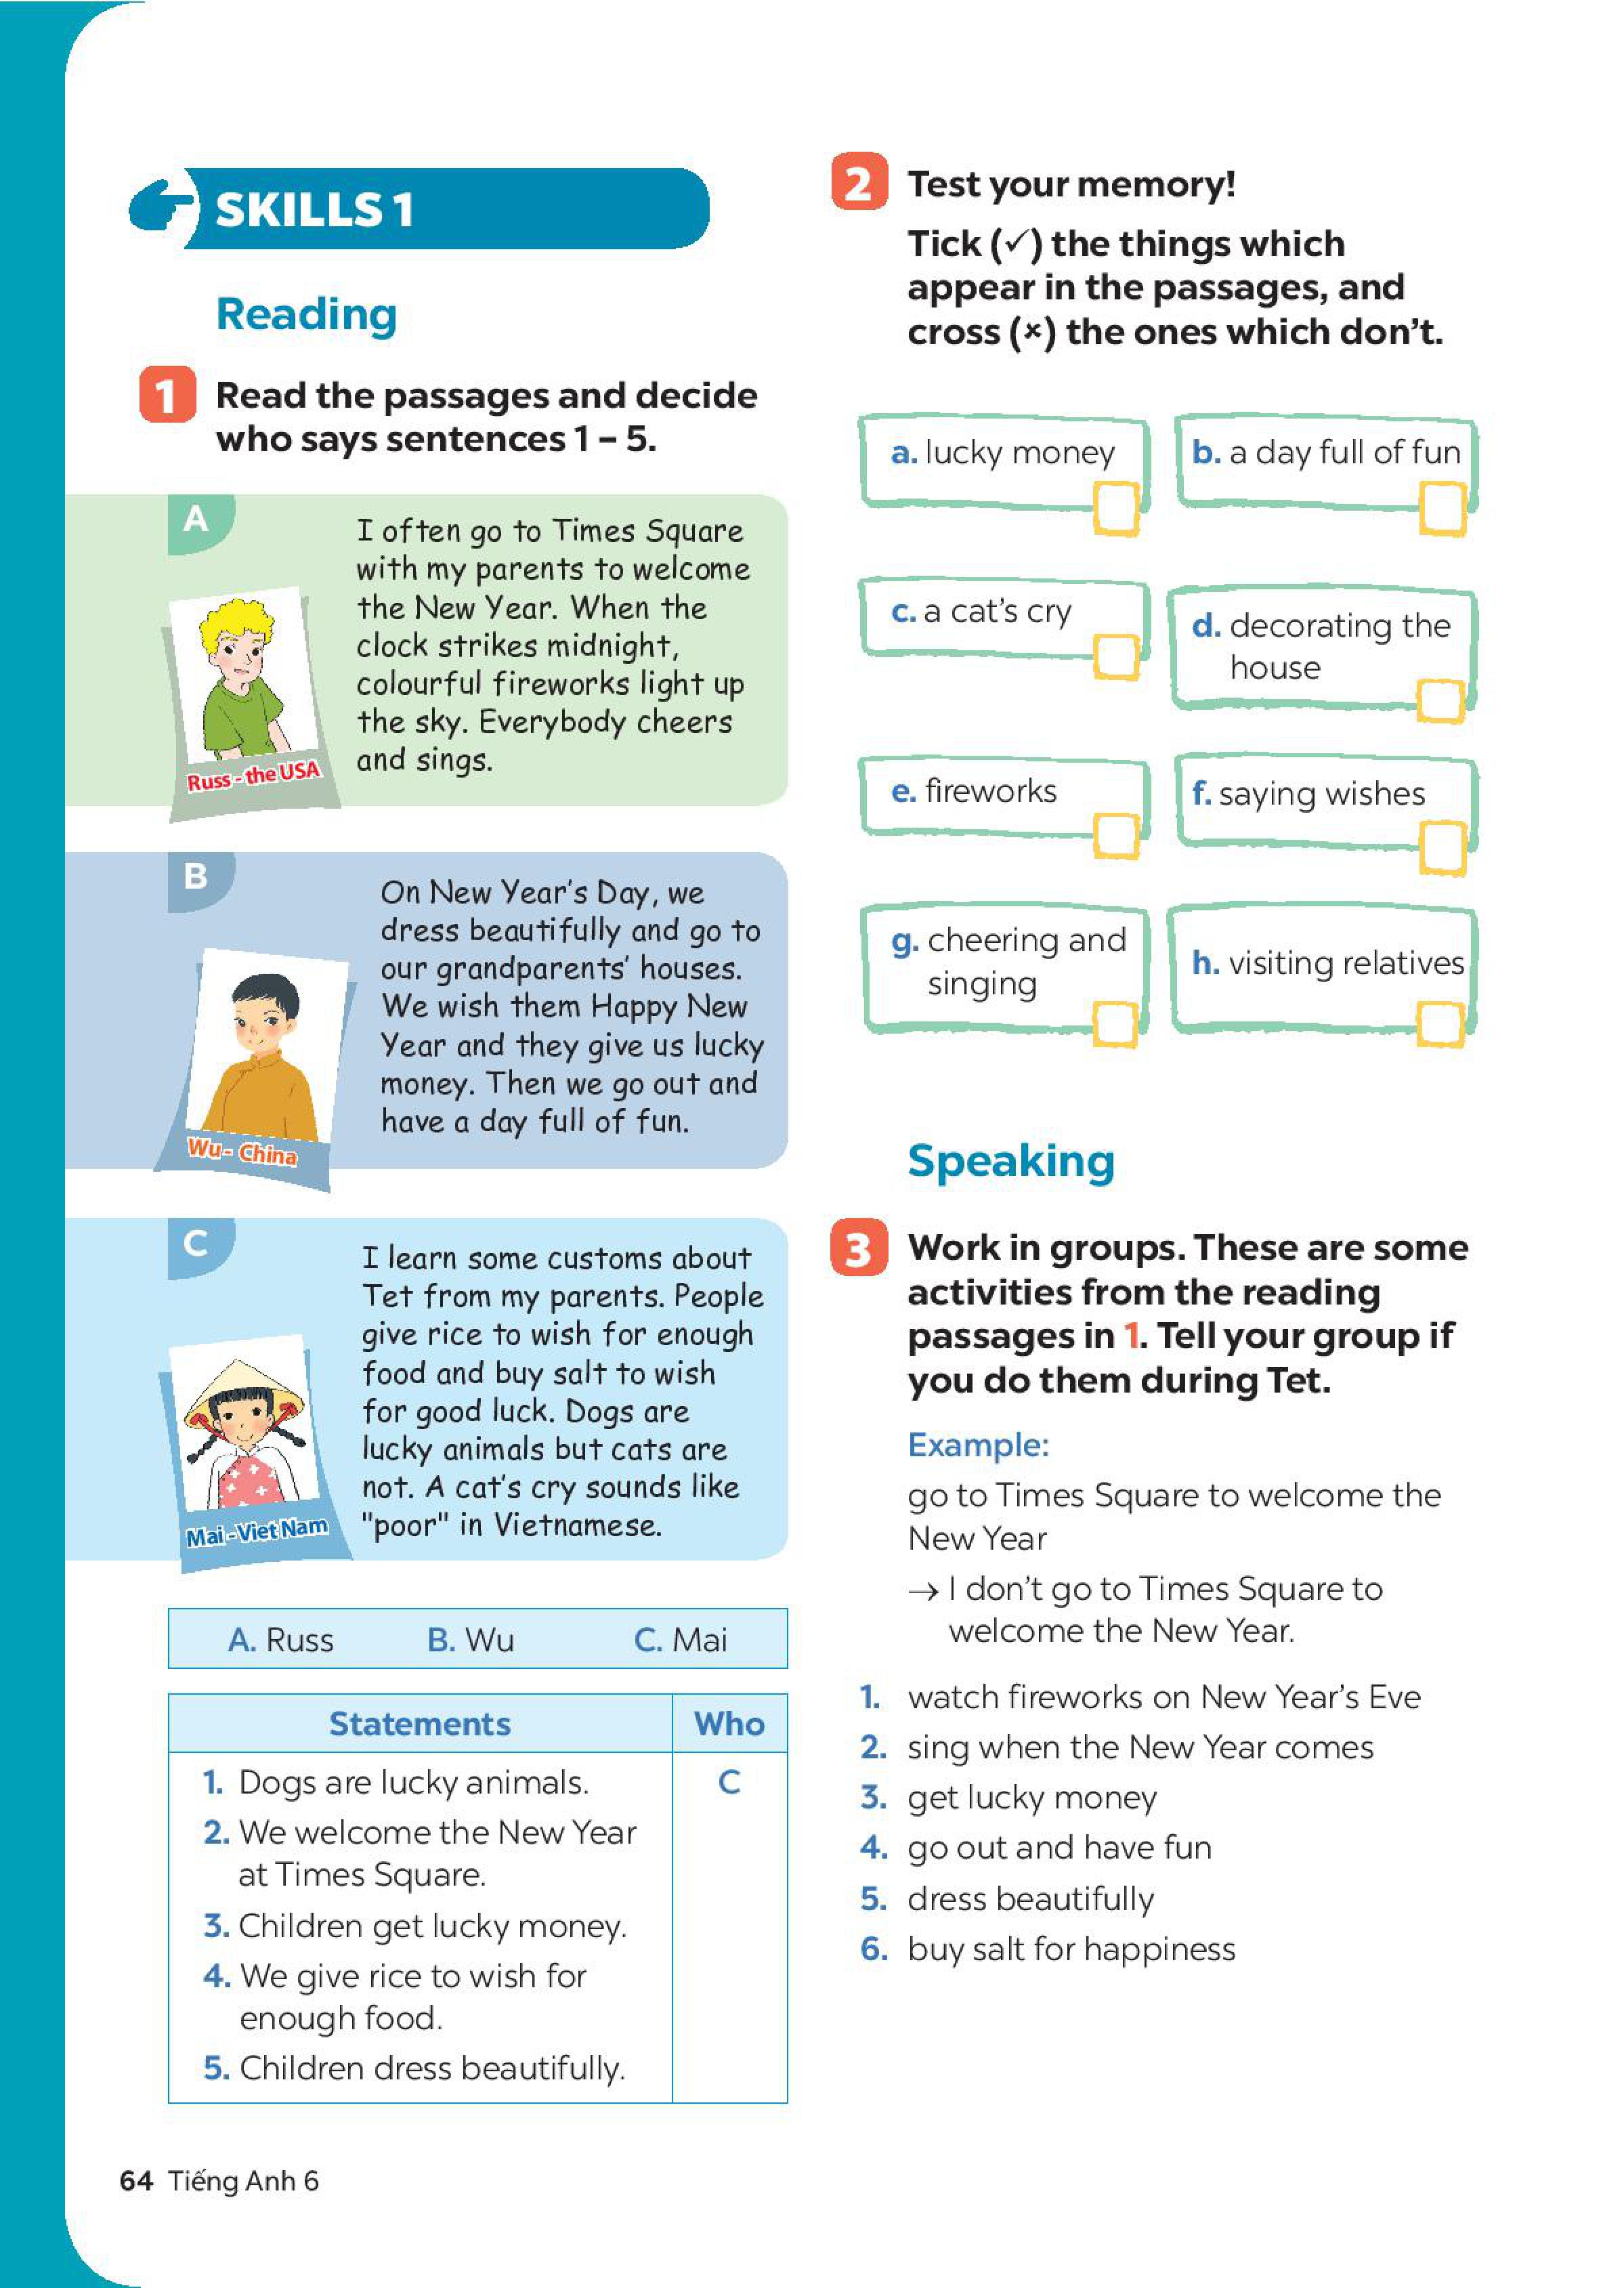 SKILLS 1
Reading
1 Read the passages and decide
who says sentences 1 – 5.
A
I often go to Times Square
with my parents to welcome
the New Year. When the
clock strikes midnight,
colourful fireworks light up
the sky. Everybody cheers
and sings.
Russ - the USA
B
On New Year's Day, we
dress beautifully and go to
our grandparents' houses.
We wish them Happy New
Year and they give us lucky
money. Then we go out and
have a day full of fun.
Wu - China
C
I learn some customs about
Tet from my parents. People
give rice to wish for enough
food and buy salt to wish
for good luck. Dogs are
lucky animals but cats are
not. A cat's cry sounds like
"poor" in Vietnamese.
Mai - Viet Nam
A. Russ B. Wu C. Mai
Statements Who
1. Dogs are lucky animals. C
2. We welcome the New Year
at Times Square.
3. Children get lucky money.
4. We give rice to wish for
enough food.
5. Children dress beautifully.
64 Tiếng Anh 6
2 Test your memory!
Tick (✓) the things which
appear in the passages, and
cross (×) the ones which don't.
a. lucky money
b. a day full of fun
c. a cat's cry
d. decorating the
house
e. fireworks
f. saying wishes
g. cheering and
singing
h. visiting relatives
Speaking
3 Work in groups. These are some
activities from the reading
passages in 1. Tell your group if
you do them during Tet.
Example:
go to Times Square to welcome the
New Year
→ I don't go to Times Square to
welcome the New Year.
1. watch fireworks on New Year's Eve
2. sing when the New Year comes
3. get lucky money
4. go out and have fun
5. dress beautifully
6. buy salt for happiness